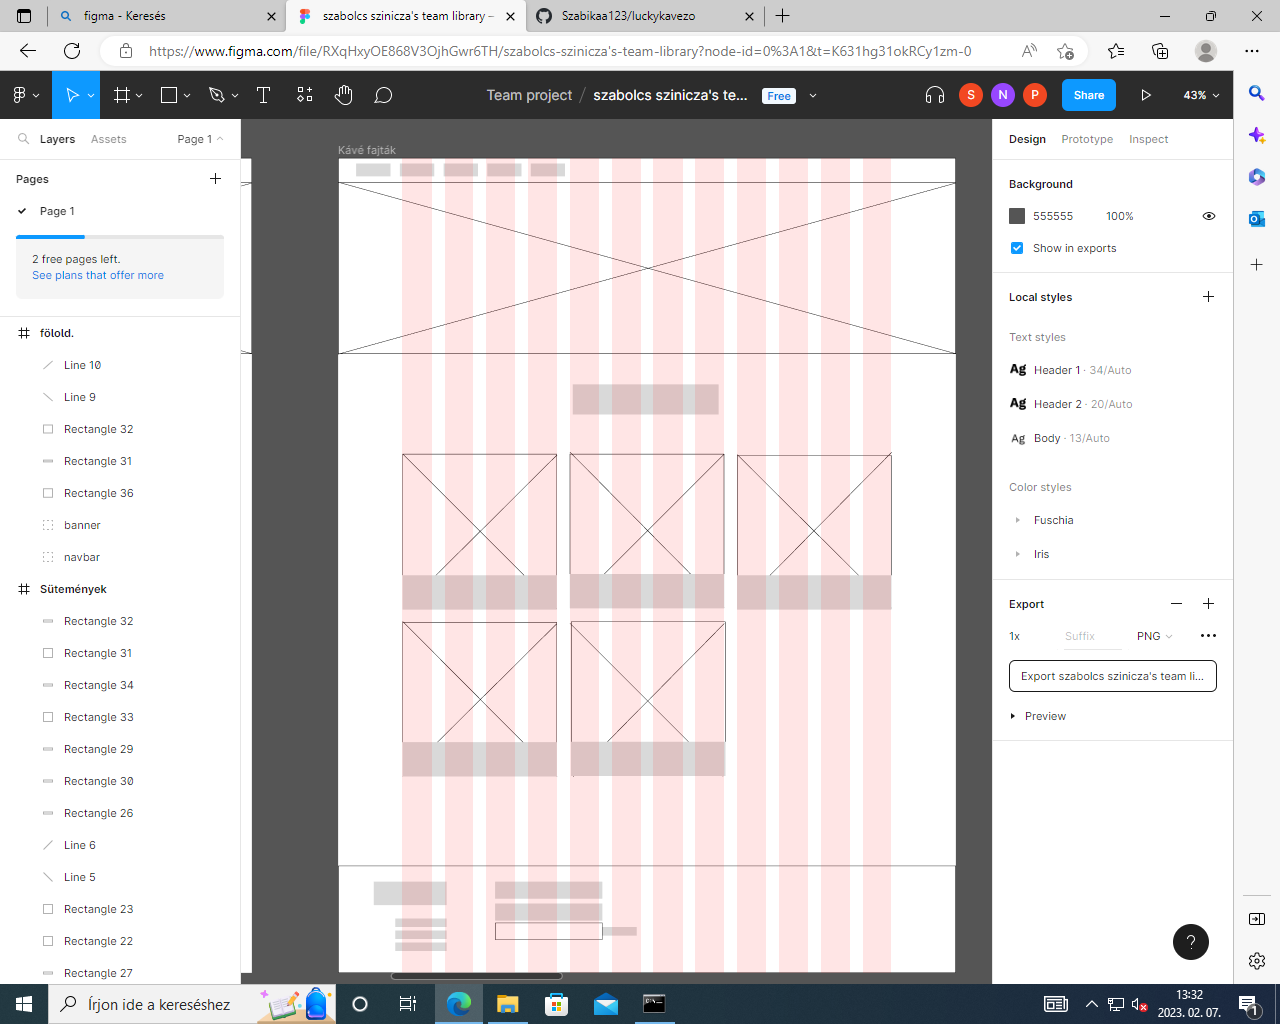 figma - Keresés
szabolcs szinicza's team library –
Szabikaa123/luckykavezo
https://www.figma.com/file/RXqHxyOE868V3OjhGwr6TH/szabolcs-szinicza's-team-library?node-id=0%3A1&t=K631hg31okRCy1zm-0
Team project / szabolcs szinicza's te...
Free
S
N
P
Share
43%
Layers
Assets
Page 1
Pages
Page 1
2 free pages left.
See plans that offer more
fölold.
Line 10
Line 9
Rectangle 32
Rectangle 31
Rectangle 36
banner
navbar
Sütemények
Rectangle 32
Rectangle 31
Rectangle 34
Rectangle 33
Rectangle 29
Rectangle 30
Rectangle 26
Line 6
Line 5
Rectangle 23
Rectangle 22
Rectangle 27
Kávé fajták
Design
Prototype
Inspect
Background
555555
100%
Show in exports
Local styles
Text styles
Ag Header 1 · 34/Auto
Ag Header 2 · 20/Auto
Ag Body · 13/Auto
Color styles
Fuschia
Iris
Export
1x
Suffix
PNG
Export szabolcs szinicza's team li...
Preview
?
Írjon ide a kereséshez
13:32
2023. 02. 07.
1